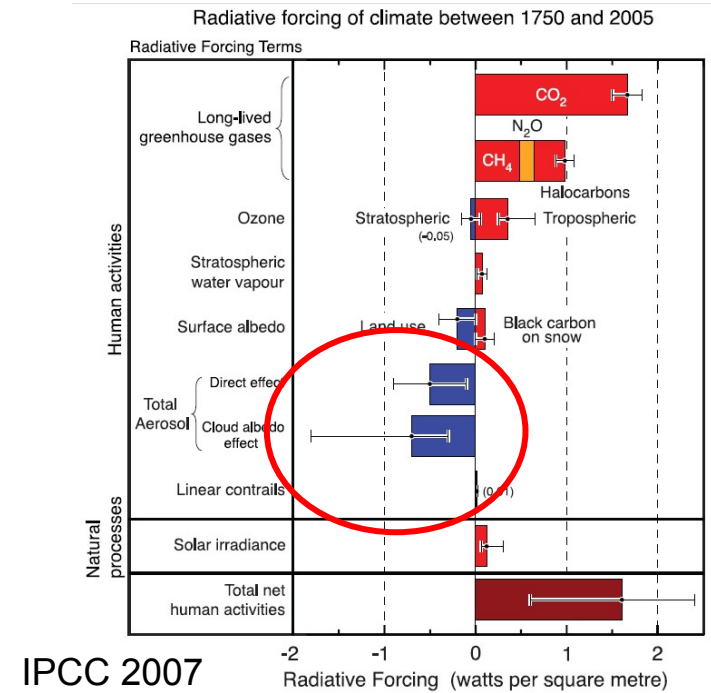 Radiative forcing of climate between 1750 and 2005
Radiative Forcing Terms
Human activities
Long-lived
greenhouse gases
CO₂
N₂O
CH₄
Halocarbons
Ozone
Stratospheric
(-0.05)
Tropospheric
Stratospheric
water vapour
Surface albedo
Land use
Black carbon
on snow
Total
Aerosol
Direct effect
Cloud albedo
effect
Linear contrails
(0.01)
Natural
processes
Solar irradiance
Total net
human activities
-2 -1 0 1 2
Radiative Forcing (watts per square metre)
IPCC 2007